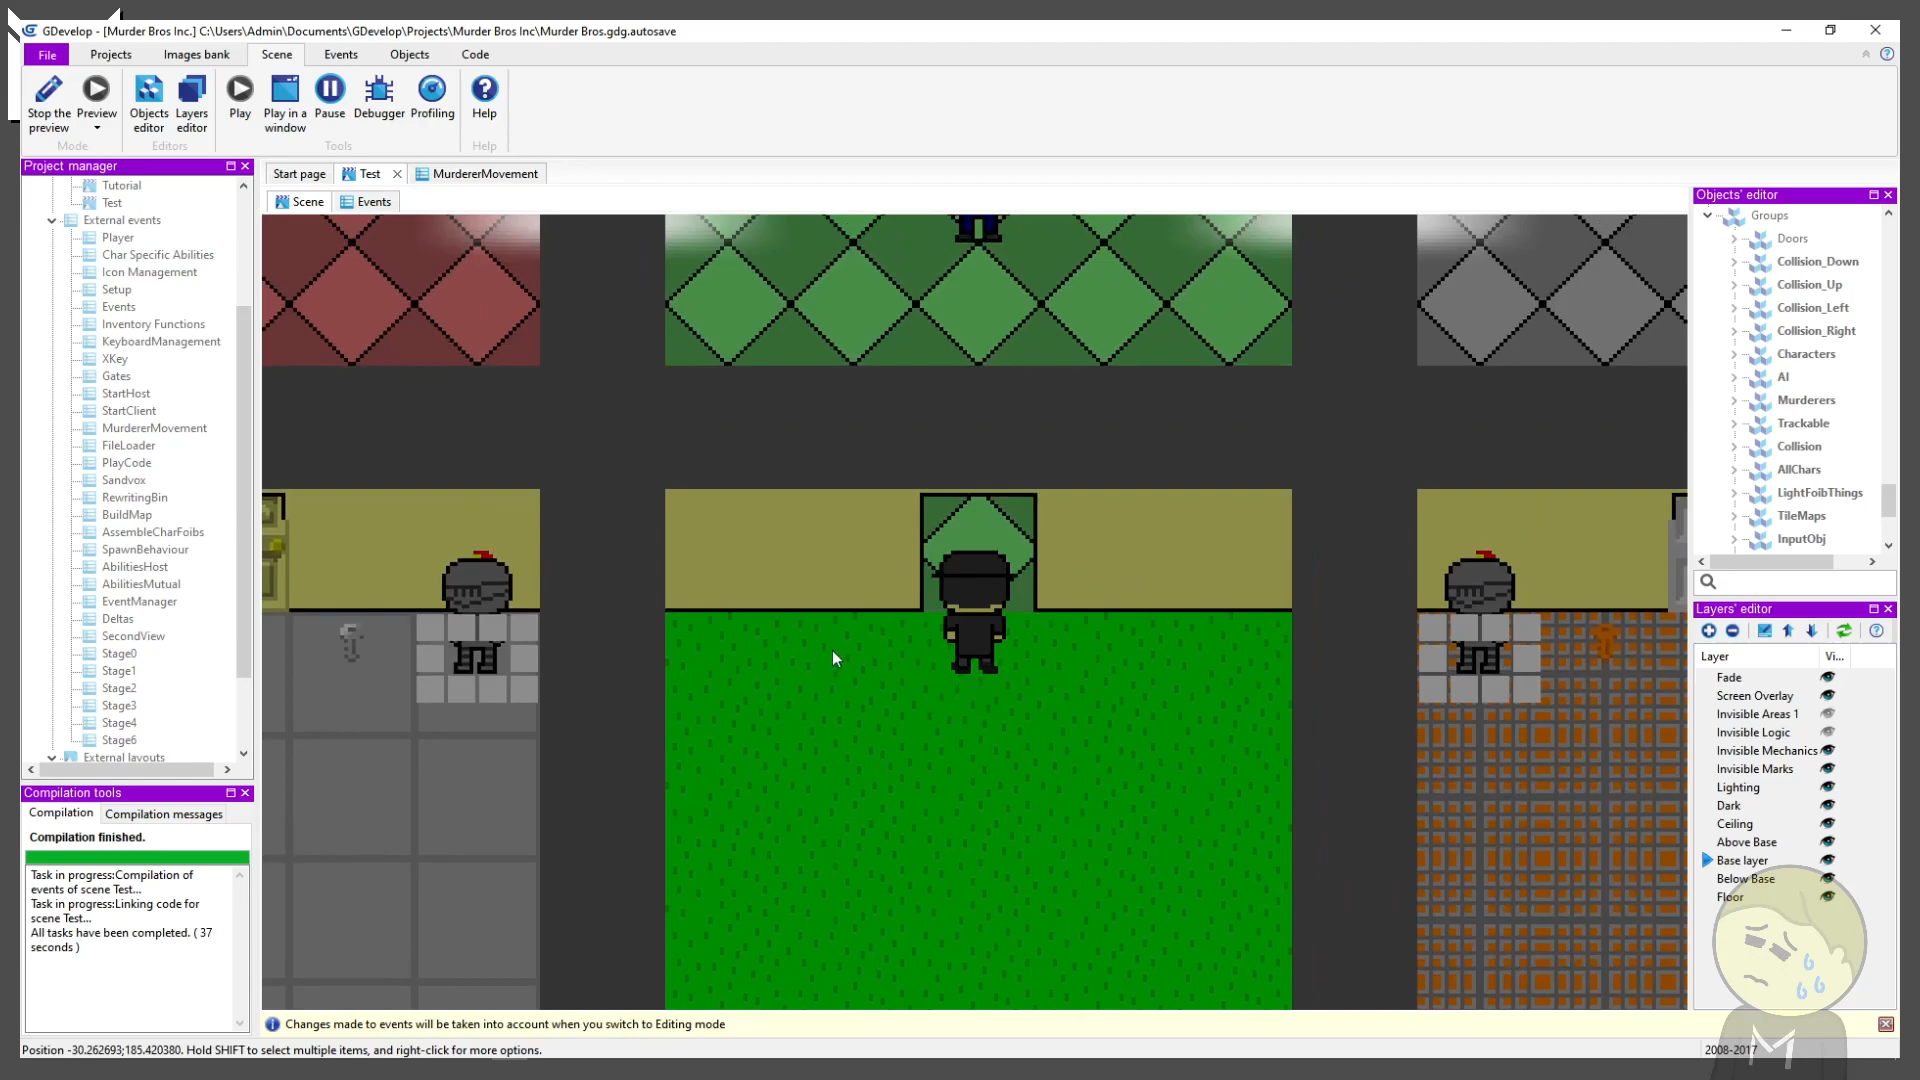 GDevelop - [Murder Bros Inc.] C:\Users\Admin\Documents\GDevelop\Projects\Murder Bros Inc\Murder Bros.gdg.autosave
File Projects Images bank Scene Events Objects Code
Stop the preview
Preview
Objects editor
Layers editor
Play
Play in a window
Pause
Debugger
Profiling
Help
Mode Editors Tools Help
Project manager
Tutorial
Test
External events
Player
Char Specific Abilities
Icon Management
Setup
Events
Inventory Functions
KeyboardManagement
XKey
Gates
StartHost
StartClient
MurdererMovement
FileLoader
PlayCode
Sandvox
RewritingBin
BuildMap
AssembleCharFoibs
SpawnBehaviour
AbilitiesHost
AbilitiesMutual
EventManager
Deltas
SecondView
Stage0
Stage1
Stage2
Stage3
Stage4
Stage6
External layouts
Compilation tools
Compilation Compilation messages
Compilation finished.
Task in progress:Compilation of
events of scene Test...
Task in progress:Linking code for
scene Test...
All tasks have been completed. ( 37
seconds )
Start page Test MurdererMovement
Scene Events
Changes made to events will be taken into account when you switch to Editing mode
Objects' editor
Groups
Doors
Collision_Down
Collision_Up
Collision_Left
Collision_Right
Characters
AI
Murderers
Trackable
Collision
AllChars
LightFoibThings
TileMaps
InputObj
Layers' editor
Layer Vi...
Fade
Screen Overlay
Invisible Areas 1
Invisible Logic
Invisible Mechanics
Invisible Marks
Lighting
Dark
Ceiling
Above Base
Base layer
Below Base
Floor
Position -30.262693;185.420380. Hold SHIFT to select multiple items, and right-click for more options.
2008-2017